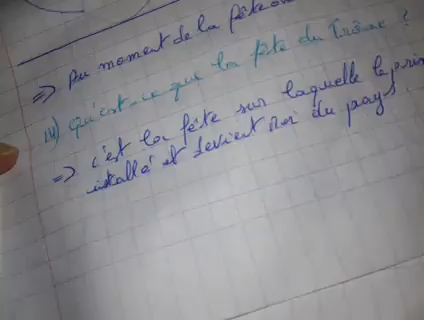 => Au moment de la fête
14) Qu'est-ce que la fête du Trône ?
=> C'est la fête sur laquelle le prin
installé et devient roi du pays.